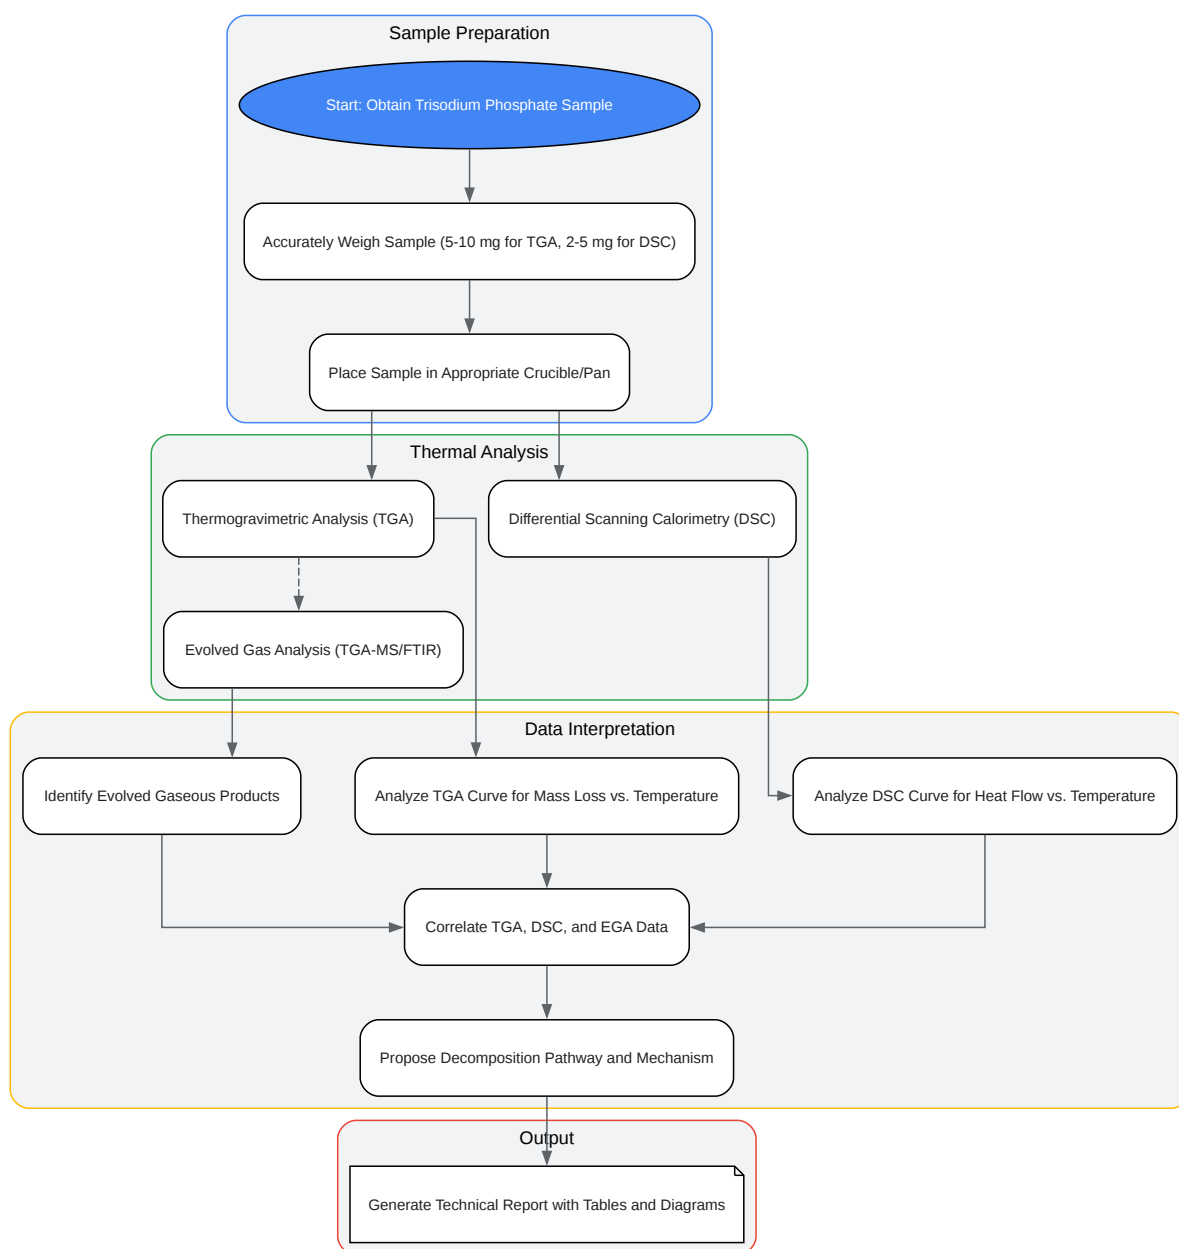 Sample Preparation
Start: Obtain Trisodium Phosphate Sample
Accurately Weigh Sample (5-10 mg for TGA, 2-5 mg for DSC)
Place Sample in Appropriate Crucible/Pan
Thermal Analysis
Thermogravimetric Analysis (TGA)
Differential Scanning Calorimetry (DSC)
Evolved Gas Analysis (TGA-MS/FTIR)
Data Interpretation
Identify Evolved Gaseous Products
Analyze TGA Curve for Mass Loss vs. Temperature
Analyze DSC Curve for Heat Flow vs. Temperature
Correlate TGA, DSC, and EGA Data
Propose Decomposition Pathway and Mechanism
Output
Generate Technical Report with Tables and Diagrams